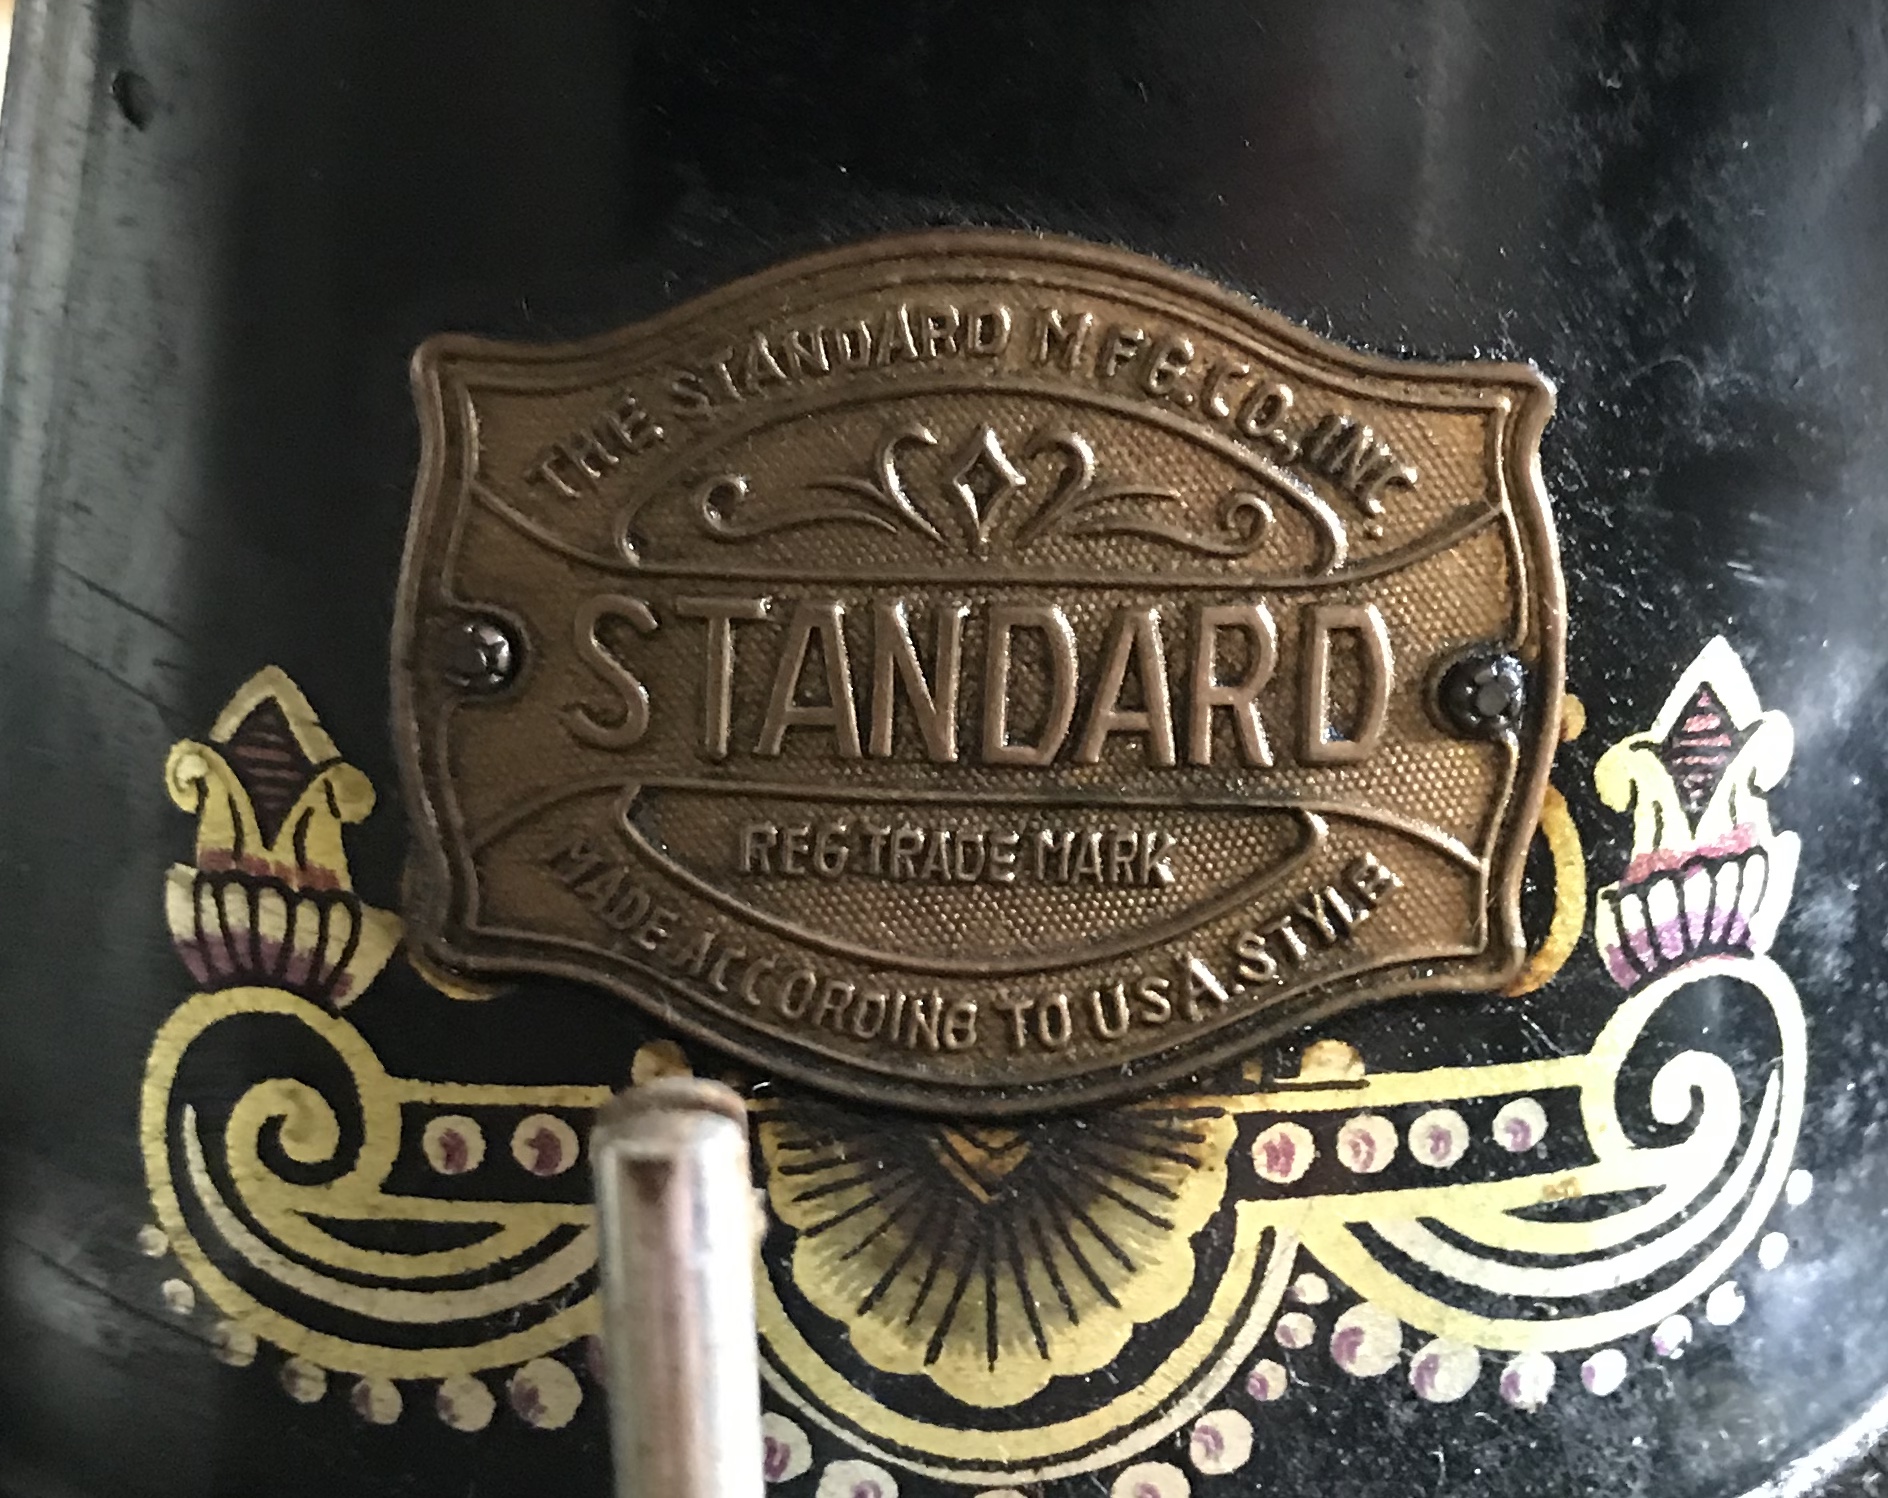 THE STANDARD MFG.CO., INC.
STANDARD
REG TRADE MARK
MADE ACCORDING TO U S A. STYLE